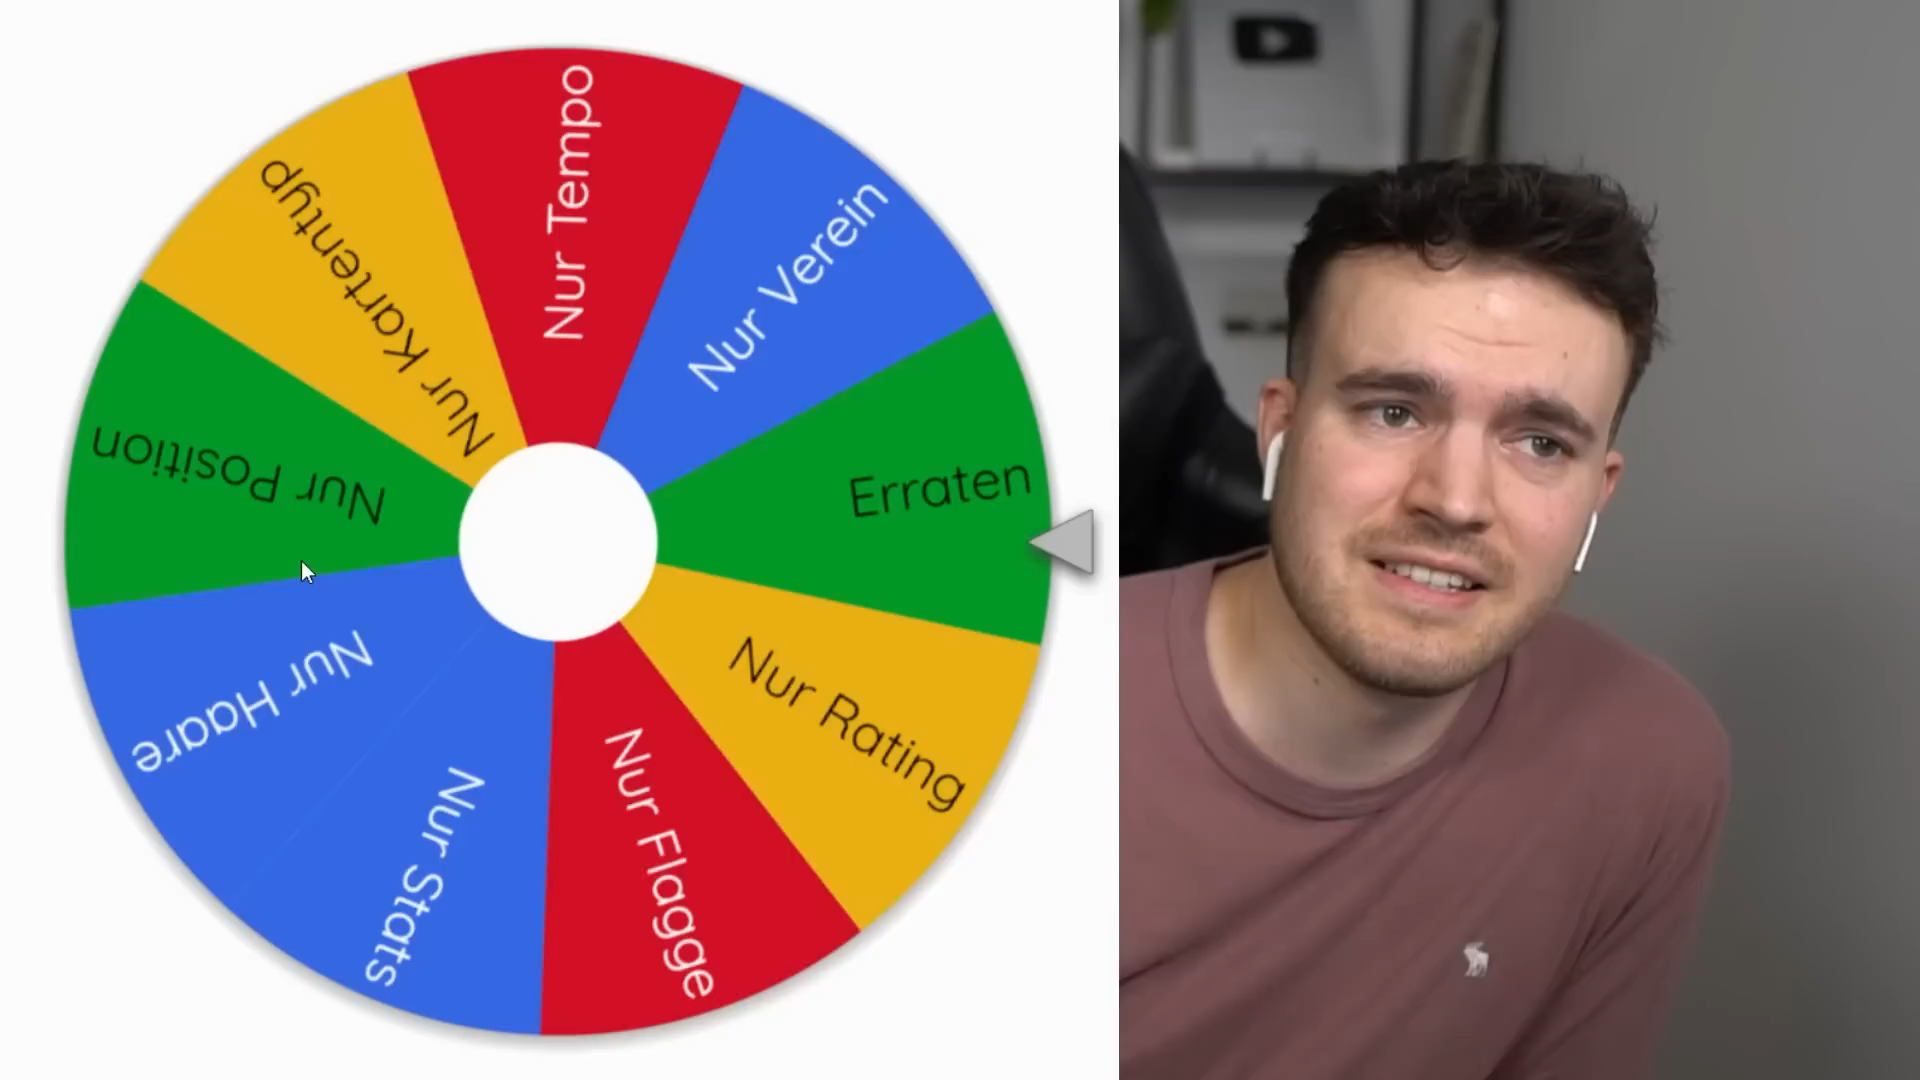 Nur Tempo
Nur Verein
Erraten
Nur Rating
Nur Flagge
Nur Stats
Nur Haare
Nur Position
Nur Kartentyp